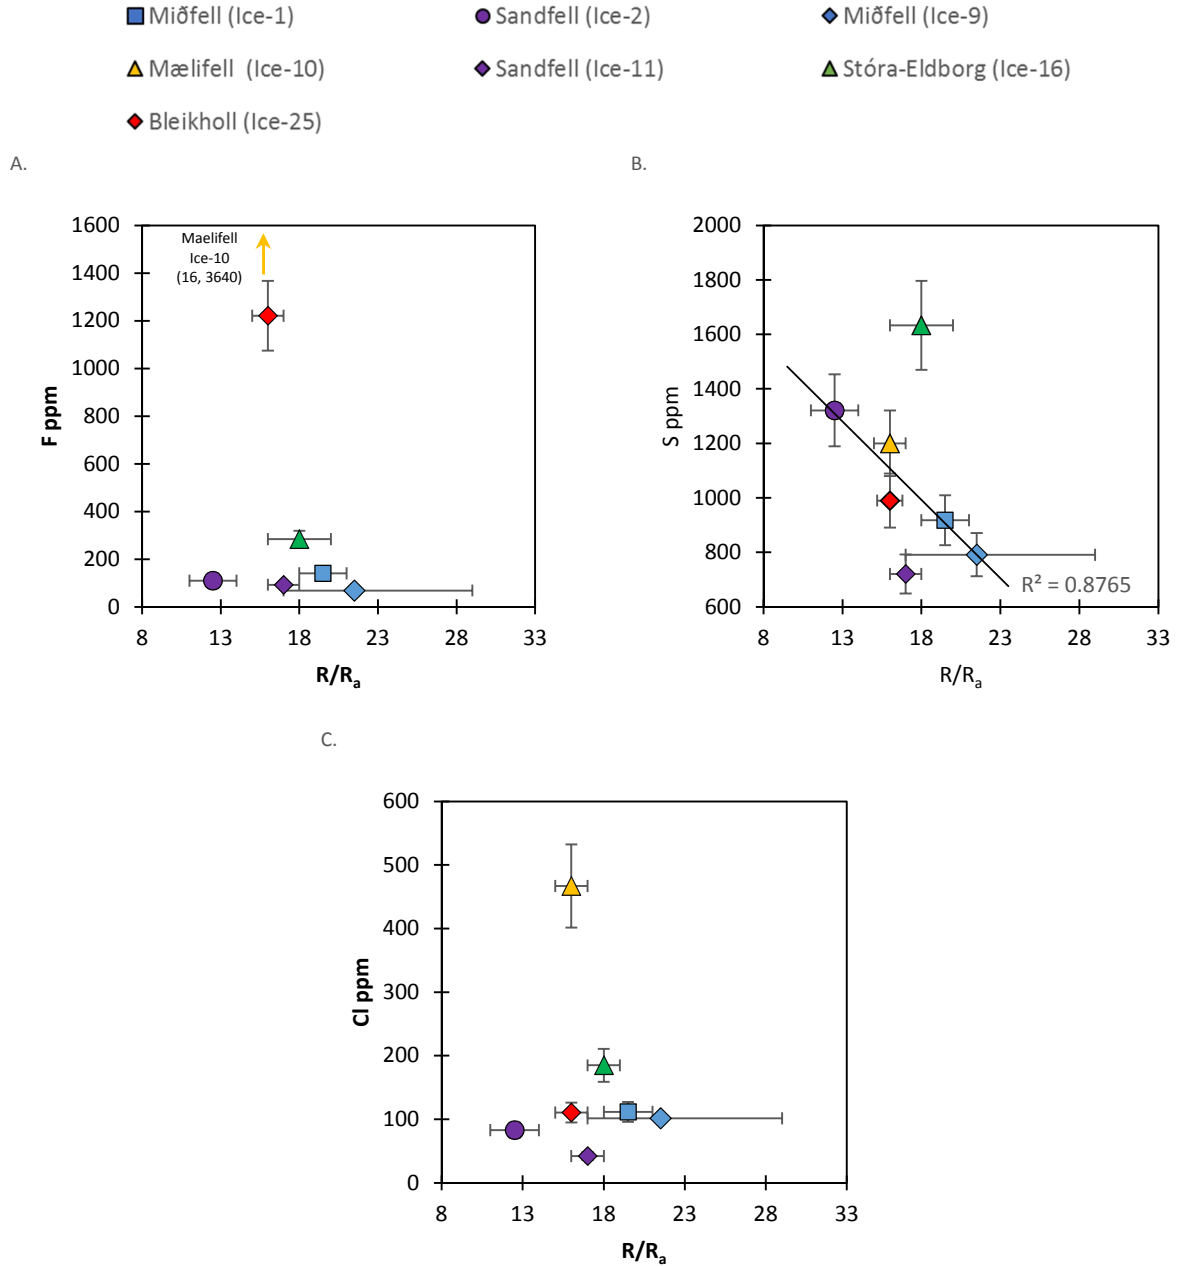 Miðfell (Ice-1) Sandfell (Ice-2) Miðfell (Ice-9)
Mælifell (Ice-10) Sandfell (Ice-11) Stóra-Eldborg (Ice-16)
Bleikholl (Ice-25)
A.
1600
1400
1200
1000
800
600
400
200
0
F ppm
Maelifell
Ice-10
(16, 3640)
8 13 18 23 28 33
R/Ra
B.
2000
1800
1600
1400
1200
1000
800
600
S ppm
R² = 0.8765
8 13 18 23 28 33
R/Ra
C.
600
500
400
300
200
100
0
Cl ppm
8 13 18 23 28 33
R/Ra